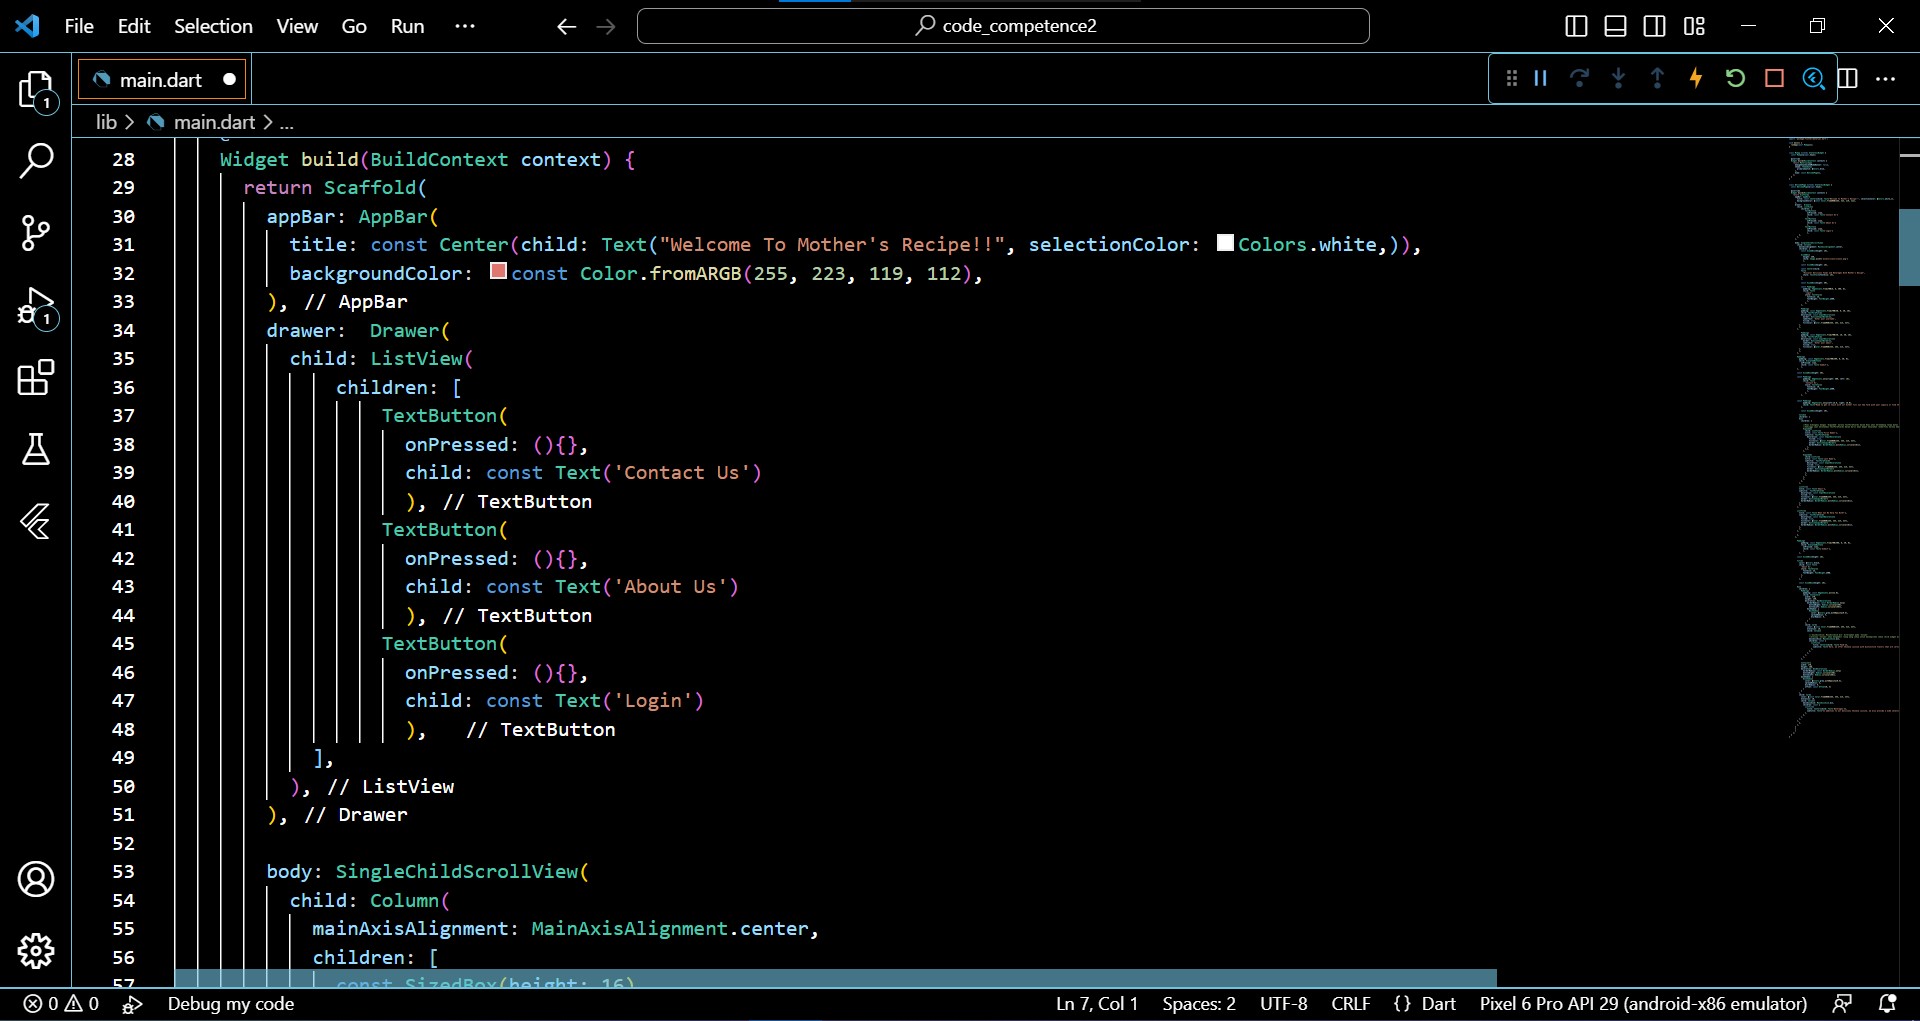 File Edit Selection View Go Run ··· code_competence2
main.dart
lib > main.dart > ...
1
1
28 Widget build(BuildContext context) {
29 return Scaffold(
30 appBar: AppBar(
31 title: const Center(child: Text("Welcome To Mother's Recipe!!", selectionColor: Colors.white,)),
32 backgroundColor: const Color.fromARGB(255, 223, 119, 112),
33 ), // AppBar
34 drawer:  Drawer(
35 child: ListView(
36 children: [
37 TextButton(
38 onPressed: (){},
39 child: const Text('Contact Us')
40 ), // TextButton
41 TextButton(
42 onPressed: (){},
43 child: const Text('About Us')
44 ), // TextButton
45 TextButton(
46 onPressed: (){},
47 child: const Text('Login')
48 ),   // TextButton
49 ],
50 ), // ListView
51 ), // Drawer
52
53 body: SingleChildScrollView(
54 child: Column(
55 mainAxisAlignment: MainAxisAlignment.center,
56 children: [
57 const SizedBox(height: 16)
0 0 Debug my code Ln 7, Col 1 Spaces: 2 UTF-8 CRLF {} Dart Pixel 6 Pro API 29 (android-x86 emulator)